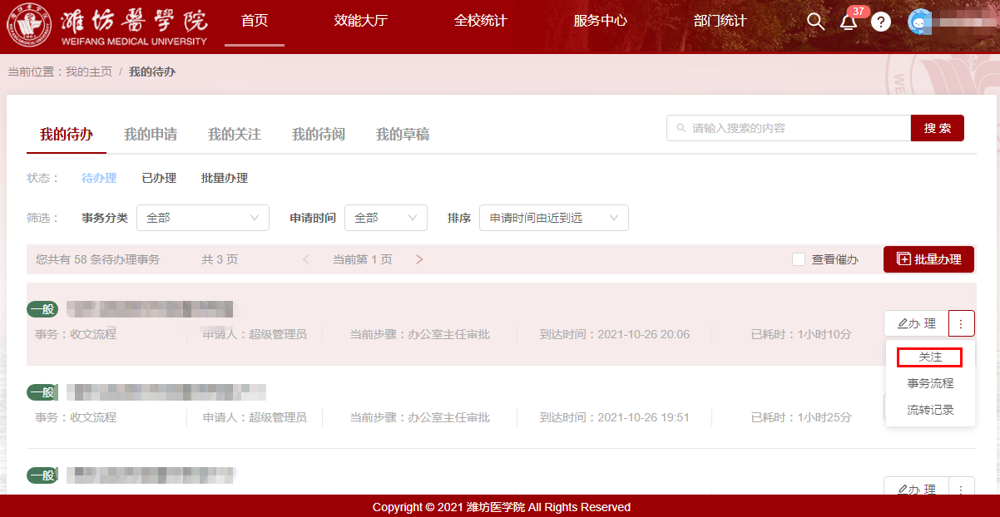 潍坊醫學院
WEIFANG MEDICAL UNIVERSITY
首页 效能大厅 全校统计 服务中心 部门统计 37
当前位置：我的主页 / 我的待办
我的待办 我的申请 我的关注 我的待阅 我的草稿 请输入搜索的内容 搜 索
状态： 待办理 已办理 批量办理
筛选： 事务分类 全部 申请时间 全部 排序 申请时间由近到远
您共有 58 条待办理事务 共 3 页 < 当前第 1 页 > 查看催办 批量办理
一般
办 理
事务：收文流程 申请人：超级管理员 当前步骤：办公室主任审批 到达时间：2021-10-26 20:06 已耗时：1小时10分
关注
事务流程
流转记录
一般
事务：收文流程 申请人：超级管理员 当前步骤：办公室主任审批 到达时间：2021-10-26 19:51 已耗时：1小时25分
一般
办 理
Copyright © 2021 潍坊医学院 All Rights Reserved